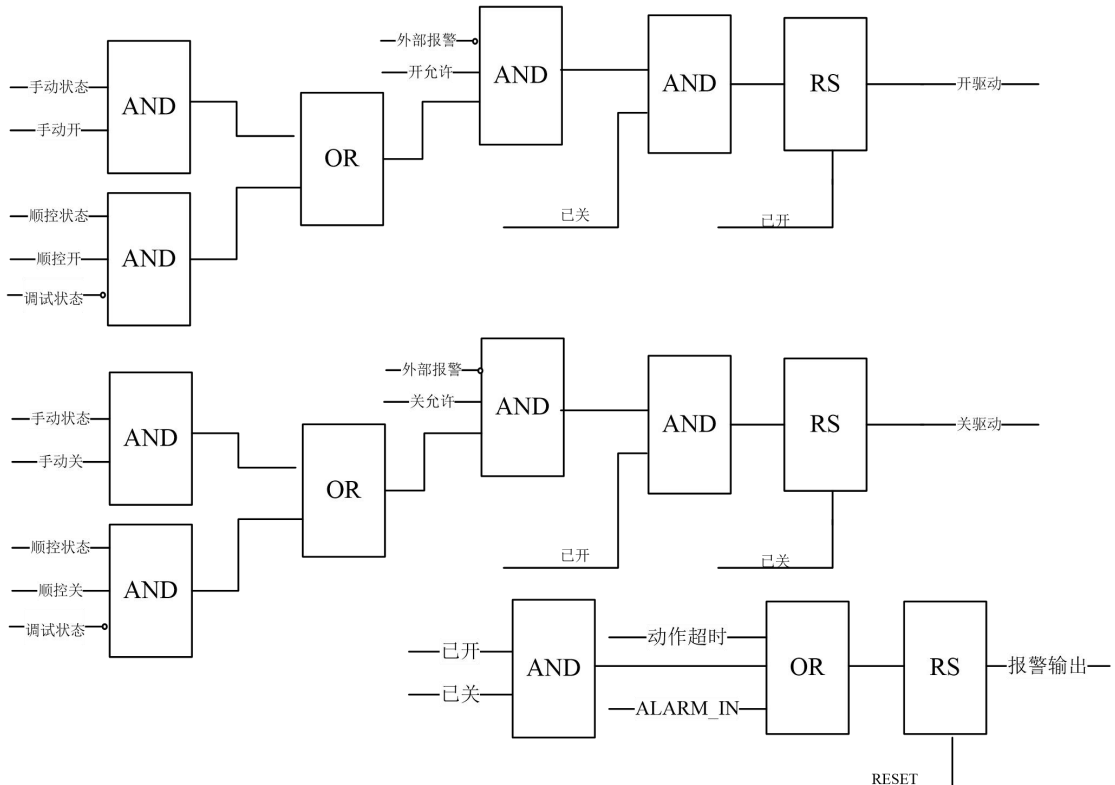 手动状态
手动开
AND
顺控状态
顺控开
调试状态
AND
OR
外部报警
开允许
AND
已关
AND
已开
RS
开驱动
手动状态
手动关
AND
顺控状态
顺控关
调试状态
AND
OR
外部报警
关允许
AND
已开
AND
已关
RS
关驱动
已开
已关
AND
动作超时
ALARM_IN
OR
RS
RESET
报警输出